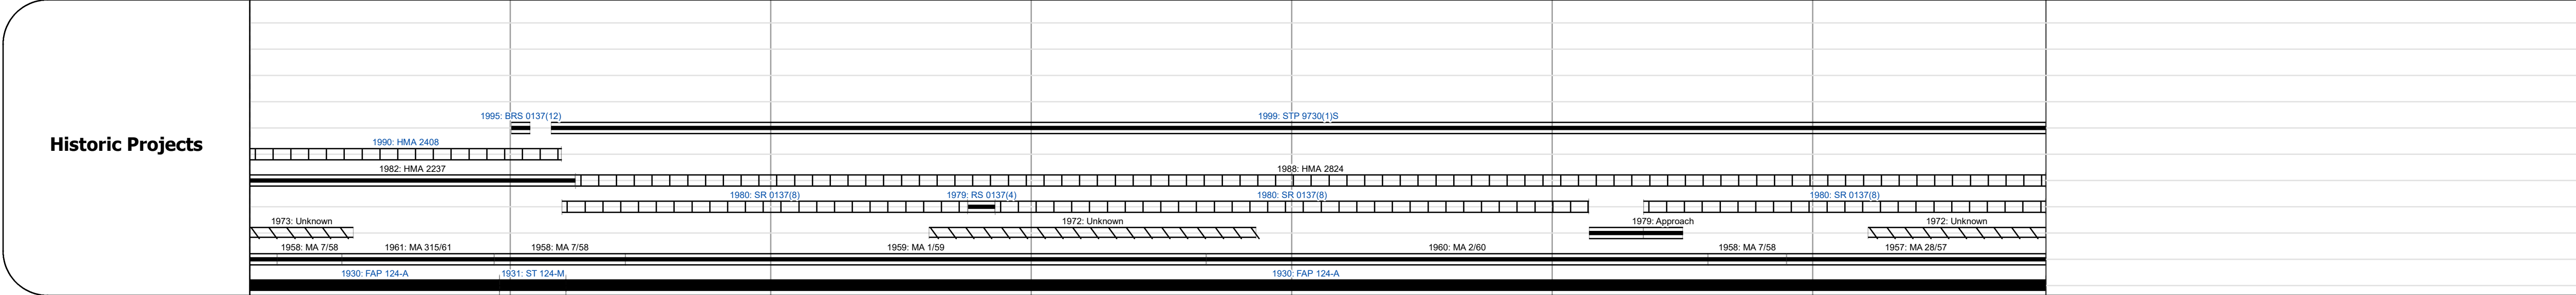 Historic Projects
1995: BRS 0137(12)
1999: STP 9730(1)S
1990: HMA 2408
1982: HMA 2237
1988: HMA 2824
1980: SR 0137(8)
1979: RS 0137(4)
1980: SR 0137(8)
1980: SR 0137(8)
1973: Unknown
1972: Unknown
1979: Approach
1972: Unknown
1958: MA 7/58
1961: MA 315/61
1958: MA 7/58
1959: MA 1/59
1960: MA 2/60
1958: MA 7/58
1957: MA 28/57
1930: FAP 124-A
1931: ST 124-M
1930: FAP 124-A